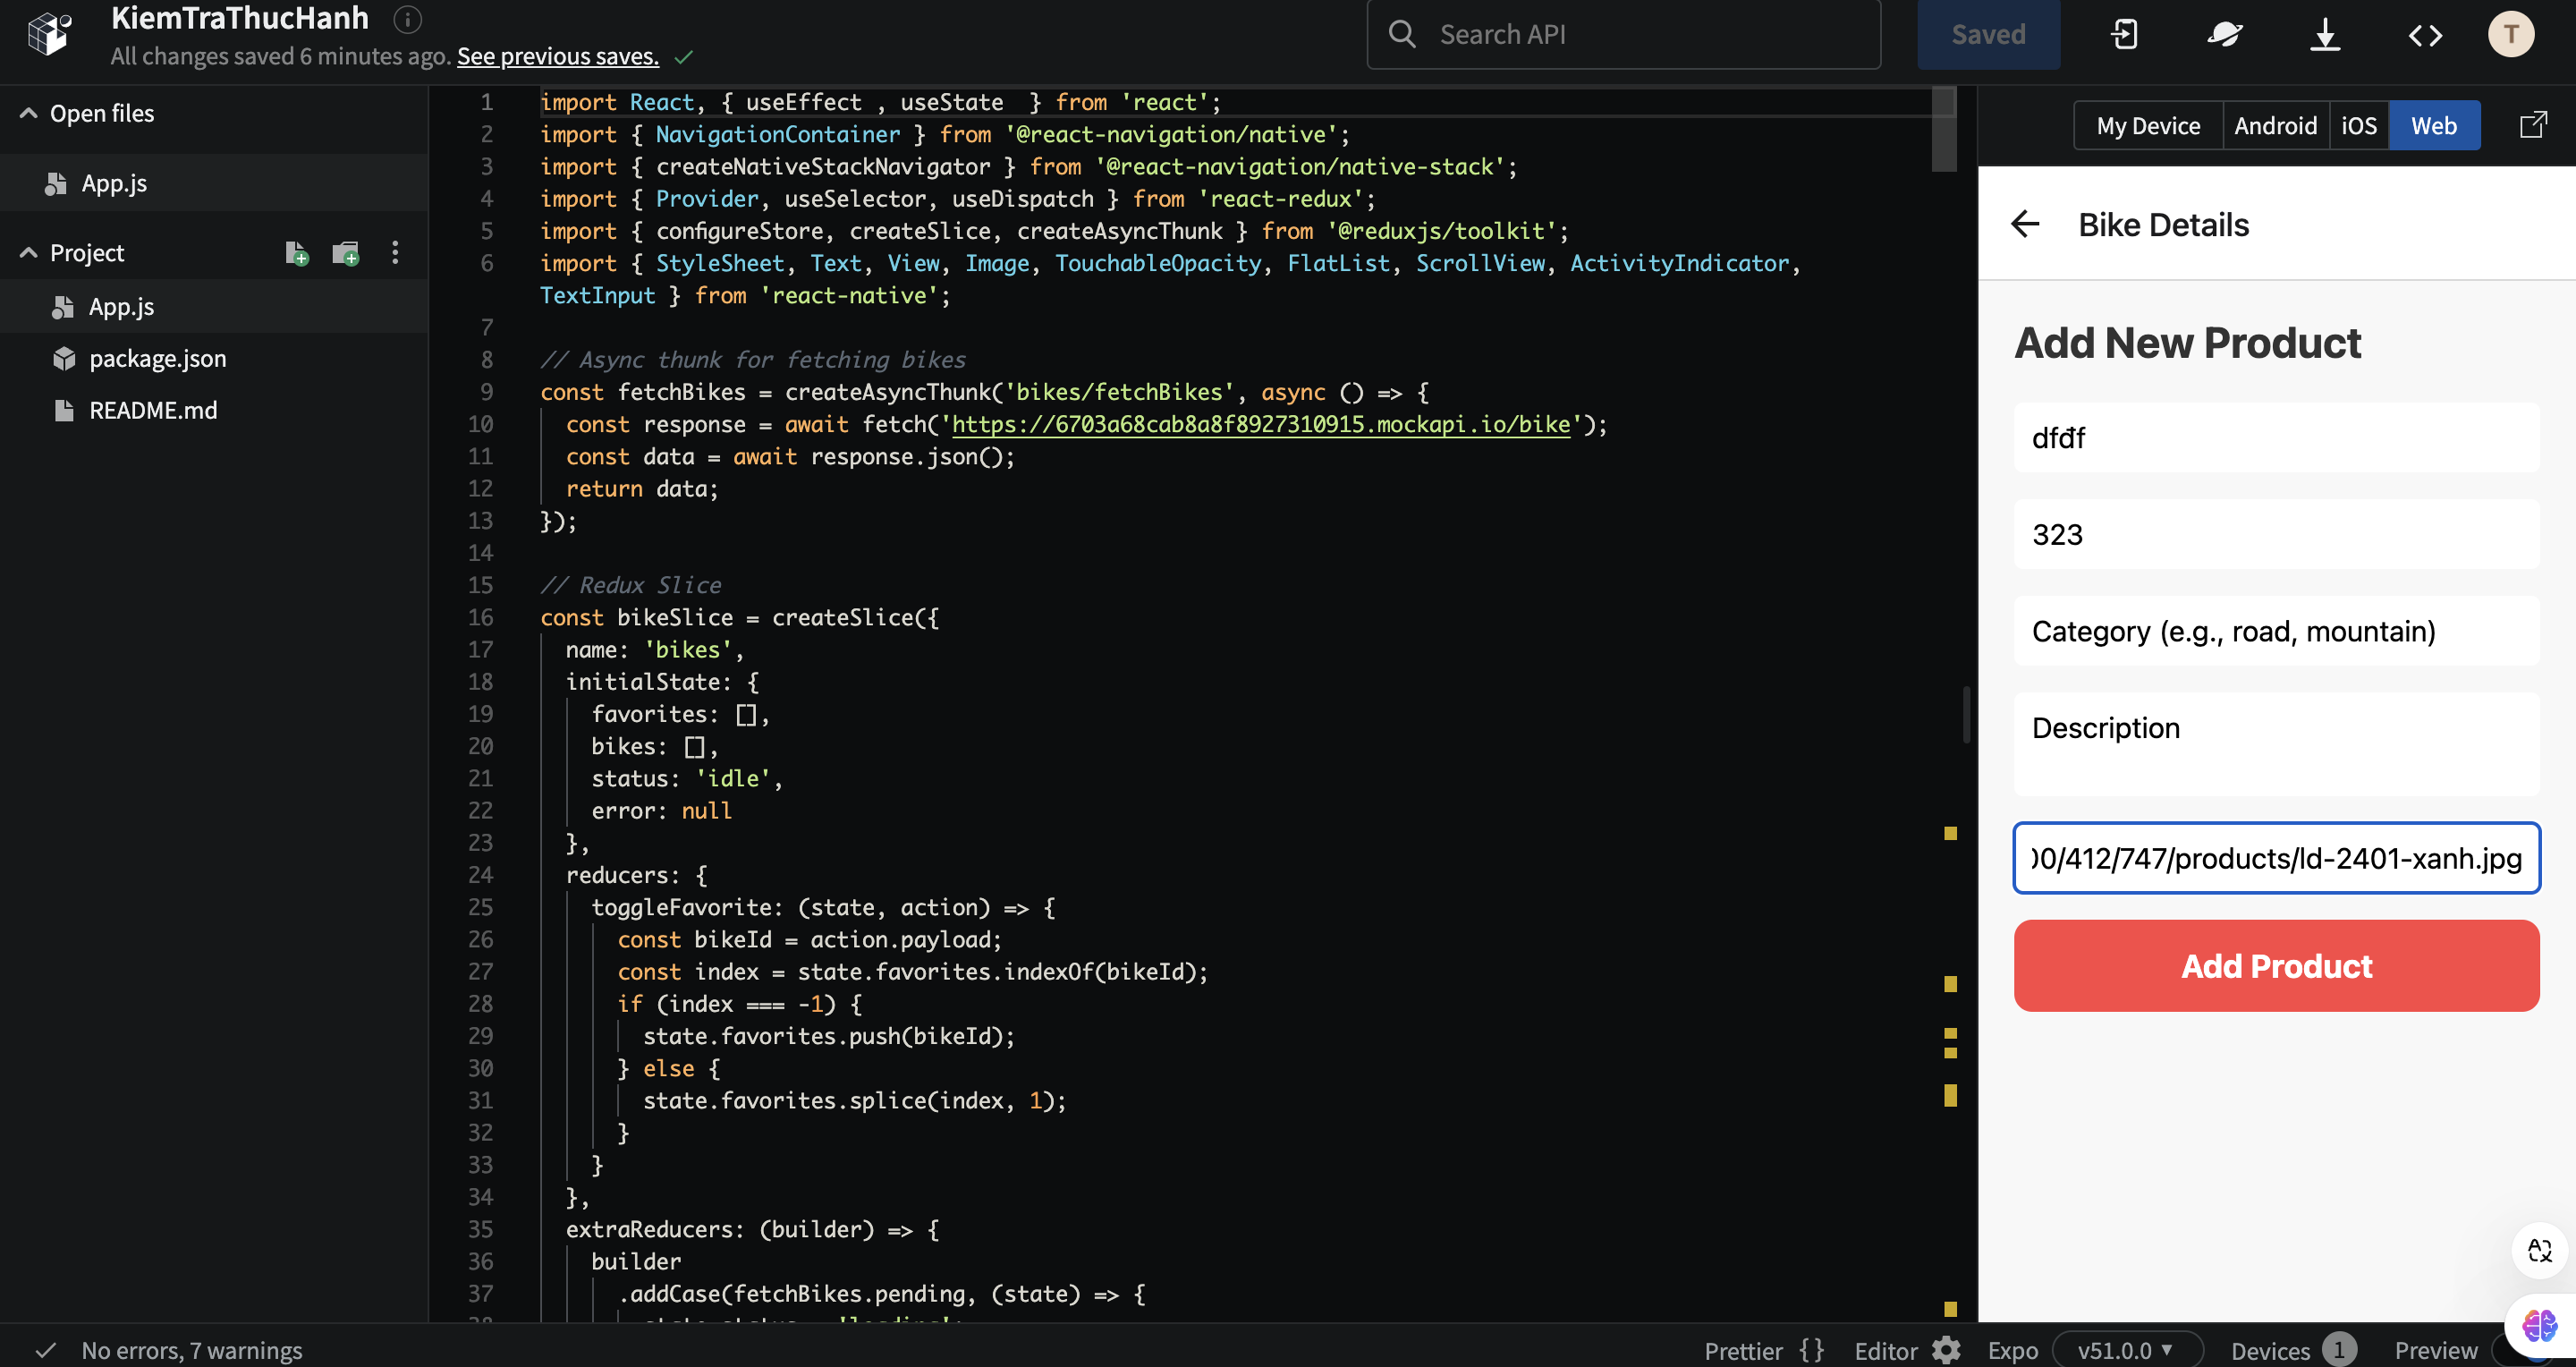 KiemTraThucHanh
All changes saved 6 minutes ago. See previous saves.
Search API
Saved
T
Open files
App.js
Project
App.js
package.json
README.md
1 import React, { useEffect , useState  } from 'react';
2 import { NavigationContainer } from '@react-navigation/native';
3 import { createNativeStackNavigator } from '@react-navigation/native-stack';
4 import { Provider, useSelector, useDispatch } from 'react-redux';
5 import { configureStore, createSlice, createAsyncThunk } from '@reduxjs/toolkit';
6 import { StyleSheet, Text, View, Image, TouchableOpacity, FlatList, ScrollView, ActivityIndicator,
TextInput } from 'react-native';
7
8 // Async thunk for fetching bikes
9 const fetchBikes = createAsyncThunk('bikes/fetchBikes', async () => {
10 const response = await fetch('https://6703a68cab8a8f8927310915.mockapi.io/bike');
11 const data = await response.json();
12 return data;
13 });
14
15 // Redux Slice
16 const bikeSlice = createSlice({
17 name: 'bikes',
18 initialState: {
19 favorites: [],
20 bikes: [],
21 status: 'idle',
22 error: null
23 },
24 reducers: {
25 toggleFavorite: (state, action) => {
26 const bikeId = action.payload;
27 const index = state.favorites.indexOf(bikeId);
28 if (index === -1) {
29 state.favorites.push(bikeId);
30 } else {
31 state.favorites.splice(index, 1);
32 }
33 }
34 },
35 extraReducers: (builder) => {
36 builder
37 .addCase(fetchBikes.pending, (state) => {
My Device
Android
iOS
Web
Bike Details
Add New Product
dfđf
323
Category (e.g., road, mountain)
Description
00/412/747/products/ld-2401-xanh.jpg
Add Product
No errors, 7 warnings
Prettier {}
Editor
Expo
v51.0.0
Devices 1
Preview